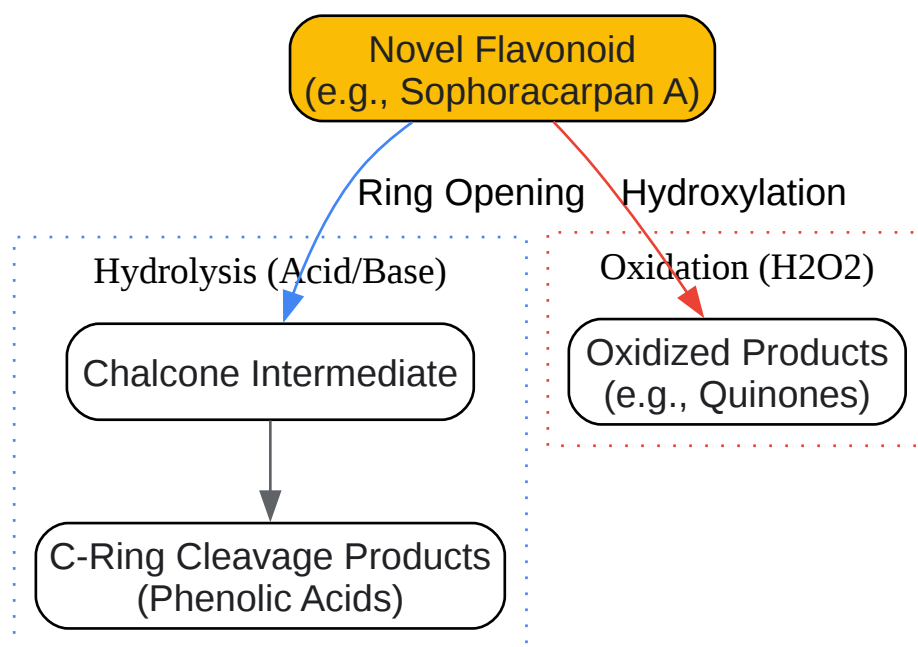 Novel Flavonoid
(e.g., Sophoracarpan A)
Ring Opening
Hydroxylation
Hydrolysis (Acid/Base)
Oxidation (H2O2)
Chalcone Intermediate
Oxidized Products
(e.g., Quinones)
C-Ring Cleavage Products
(Phenolic Acids)